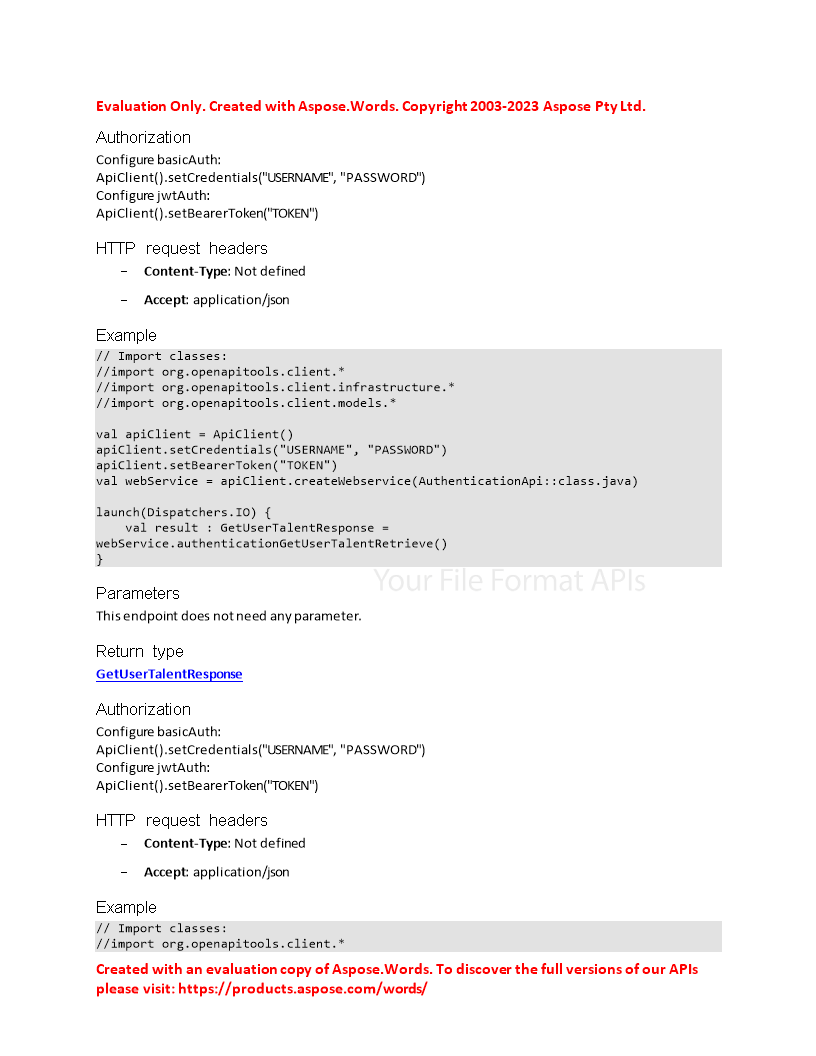 Evaluation Only. Created with Aspose.Words. Copyright 2003-2023 Aspose Pty Ltd.
Authorization
Configure basicAuth:
ApiClient().setCredentials("USERNAME", "PASSWORD")
Configure jwtAuth:
ApiClient().setBearerToken("TOKEN")
HTTP request headers
– Content-Type: Not defined
– Accept: application/json
Example
// Import classes:
//import org.openapitools.client.*
//import org.openapitools.client.infrastructure.*
//import org.openapitools.client.models.*
val apiClient = ApiClient()
apiClient.setCredentials("USERNAME", "PASSWORD")
apiClient.setBearerToken("TOKEN")
val webService = apiClient.createWebservice(AuthenticationApi::class.java)
launch(Dispatchers.IO) {
    val result : GetUserTalentResponse =
webService.authenticationGetUserTalentRetrieve()
}
Your File Format APIs
Parameters
This endpoint does not need any parameter.
Return type
GetUserTalentResponse
Authorization
Configure basicAuth:
ApiClient().setCredentials("USERNAME", "PASSWORD")
Configure jwtAuth:
ApiClient().setBearerToken("TOKEN")
HTTP request headers
– Content-Type: Not defined
– Accept: application/json
Example
// Import classes:
//import org.openapitools.client.*
Created with an evaluation copy of Aspose.Words. To discover the full versions of our APIs
please visit: https://products.aspose.com/words/